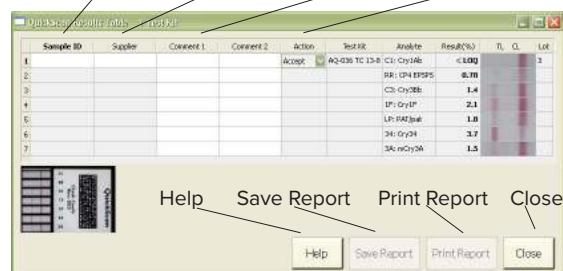 QuickScan Results Table - Test Kit
Sample ID Supplier Comment 1 Comment 2 Action Test Kit Analyte Result(%) TL CL Lot
1 Accept AQ-036 TC 13-8 C1: Cry1Ab < LOQ 3
2 RR: CP4 EPSPS 0.78
3 C3: Cry3Bb 1.4
4 1F: Cry1F 2.1
5 LP: PAT/pat 1.8
6 34: Cry34 3.7
7 3A: mCry3A 1.5
QuickScan
Help Save Report Print Report Close
Help Save Report Print Report Close